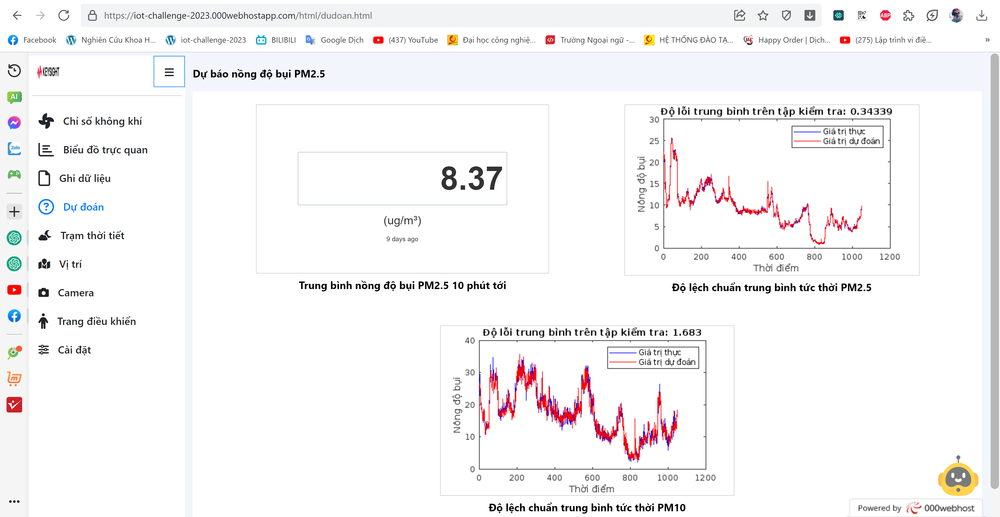 https://iot-challenge-2023.000webhostapp.com/html/dudoan.html
ABP
Facebook
Nghiên Cứu Khoa H...
iot-challenge-2023
BILIBILI
Google Dịch
(437) YouTube
Đại học công nghiệ...
Trường Ngoại ngữ -...
HỆ THỐNG ĐÀO TẠ...
Happy Order | Dịch...
(275) Lập trình vi điề...
»
AI
Zalo
KEYSIGHT
Chỉ số không khí
Biểu đồ trực quan
Ghi dữ liệu
Dự đoán
Trạm thời tiết
Vị trí
Camera
Trang điều khiển
Cài đặt
Dự báo nồng độ bụi PM2.5
8.37
(ug/m³)
9 days ago
Trung bình nồng độ bụi PM2.5 10 phút tới
Độ lỗi trung bình trên tập kiểm tra: 0.34339
Giá trị thực
Giá trị dự đoán
Nồng độ bụi
30
25
20
15
10
5
0
0 200 400 600 800 1000 1200
Thời điểm
Độ lệch chuẩn trung bình tức thời PM2.5
Độ lỗi trung bình trên tập kiểm tra: 1.683
Giá trị thực
Giá trị dự đoán
Nồng độ bụi
40
30
20
10
0
0 200 400 600 800 1000 1200
Thời điểm
Độ lệch chuẩn trung bình tức thời PM10
Powered by 000webhost